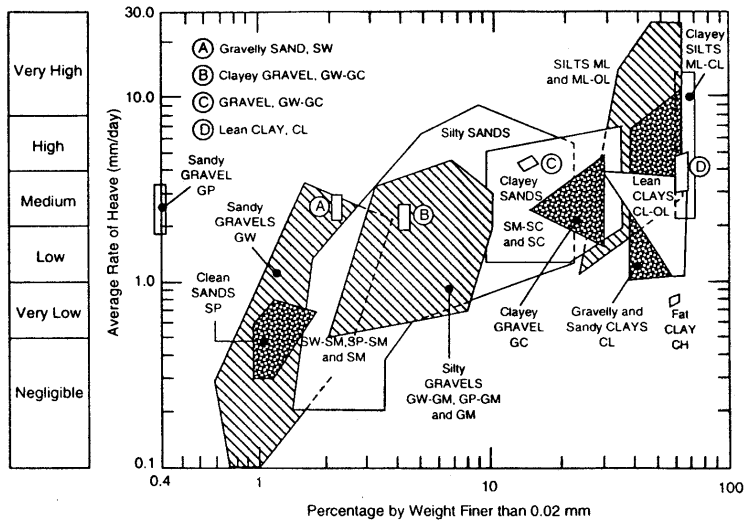 Very High
High
Medium
Low
Very Low
Negligible
Average Rate of Heave (mm/day)
30.0
10.0
1.0
0.1
A Gravelly SAND, SW
B Clayey GRAVEL, GW-GC
C GRAVEL, GW-GC
D Lean CLAY, CL
Sandy
GRAVEL
GP
Sandy
GRAVELS
GW
Clean
SANDS
SP
SW-SM, SP-SM
and SM
A
B
Silty SANDS
Silty
GRAVELS
GW-GM, GP-GM
and GM
C
Clayey
SANDS
SM-SC
and SC
Clayey
GRAVEL
GC
SILTS ML
and ML-OL
Clayey
SILTS
ML-CL
D
Lean
CLAYS
CL-OL
Gravelly and
Sandy CLAYS
CL
Fat
CLAY
CH
0.4
1
10
100
Percentage by Weight Finer than 0.02 mm